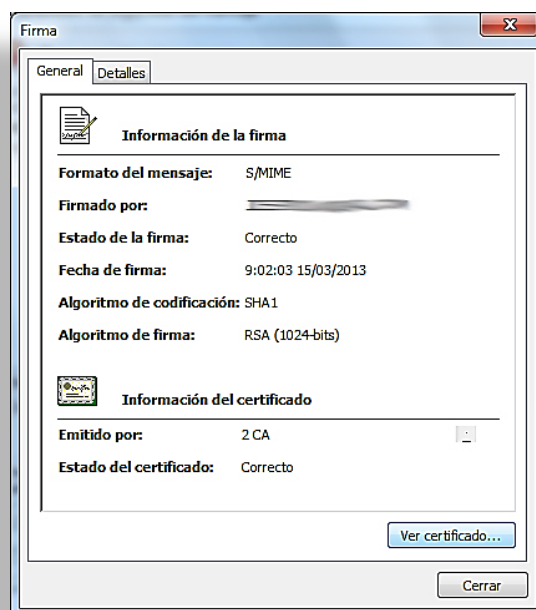 Firma
General Detalles
Información de la firma
Formato del mensaje: S/MIME
Firmado por:
Estado de la firma: Correcto
Fecha de firma: 9:02:03 15/03/2013
Algoritmo de codificación: SHA1
Algoritmo de firma: RSA (1024-bits)
Información del certificado
Emitido por: 2 CA
Estado del certificado: Correcto
Ver certificado...
Cerrar